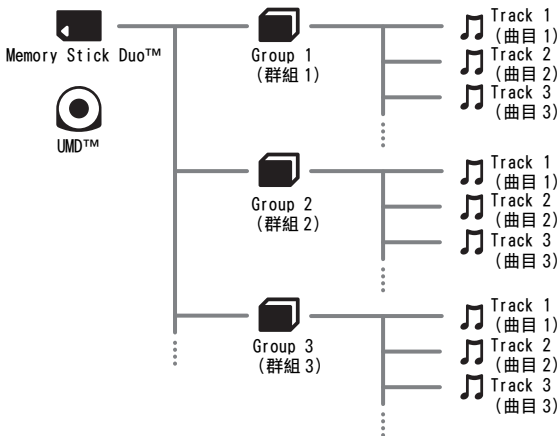 Memory Stick Duo™
UMD™
Group 1
（群組 1）
Track 1
（曲目 1）
Track 2
（曲目 2）
Track 3
（曲目 3）
Group 2
（群組 2）
Track 1
（曲目 1）
Track 2
（曲目 2）
Track 3
（曲目 3）
Group 3
（群組 3）
Track 1
（曲目 1）
Track 2
（曲目 2）
Track 3
（曲目 3）